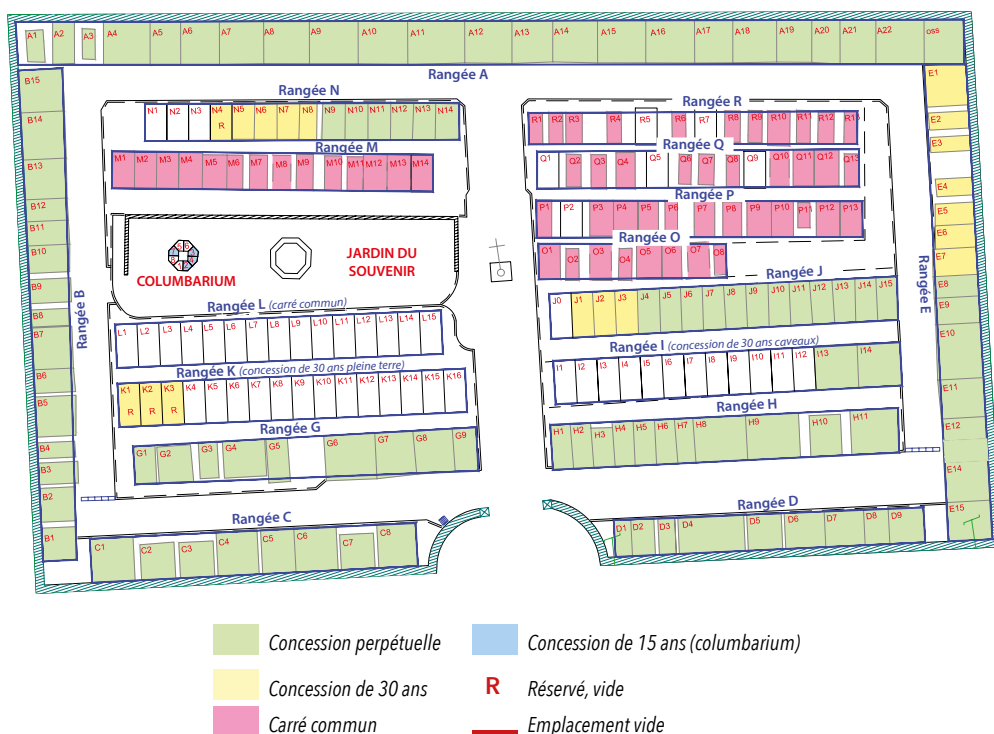 A1 A2 A3 A4 A5 A6 A7 A8 A9 A10 A11 A12 A13 A14 A15 A16 A17 A18 A19 A20 A21 A22 oss
Rangée A
B15
B14
B13
B12
B11
B10
B9
B8
B7
B6
B5
B4
B3
B2
B1
Rangée B
Rangée N
N1 N2 N3 N4 N5 N6 N7 N8 N9 N10 N11 N12 N13 N14
R
Rangée M
M1 M2 M3 M4 M5 M6 M7 M8 M9 M10 M11 M12 M13 M14
COLUMBARIUM
JARDIN DU
SOUVENIR
Rangée L (carré commun)
L1 L2 L3 L4 L5 L6 L7 L8 L9 L10 L11 L12 L13 L14 L15
Rangée K (concession de 30 ans pleine terre)
K1 K2 K3 K4 K5 K6 K7 K8 K9 K10 K11 K12 K13 K14 K15 K16
R R R
Rangée G
G1 G2 G3 G4 G5 G6 G7 G8 G9
Rangée C
C1 C2 C3 C4 C5 C6 C7 C8
Rangée R
R1 R2 R3 R4 R5 R6 R7 R8 R9 R10 R11 R12 R13
Rangée Q
Q1 Q2 Q3 Q4 Q5 Q6 Q7 Q8 Q9 Q10 Q11 Q12 Q13
Rangée P
P1 P2 P3 P4 P5 P6 P7 P8 P9 P10 P11 P12 P13
Rangée O
O1 O2 O3 O4 O5 O6 O7 O8
Rangée J
J0 J1 J2 J3 J4 J5 J6 J7 J8 J9 J10 J11 J12 J13 J14 J15
Rangée I (concession de 30 ans caveaux)
I1 I2 I3 I4 I5 I6 I7 I8 I9 I10 I11 I12 I13 I14
Rangée H
H1 H2 H3 H4 H5 H6 H7 H8 H9 H10 H11
Rangée D
D1 D2 D3 D4 D5 D6 D7 D8 D9
Rangée E
E1
E2
E3
E4
E5
E6
E7
E8
E9
E10
E11
E12
E14
E15
Concession perpétuelle
Concession de 15 ans (columbarium)
Concession de 30 ans
R Réservé, vide
Carré commun
Emplacement vide